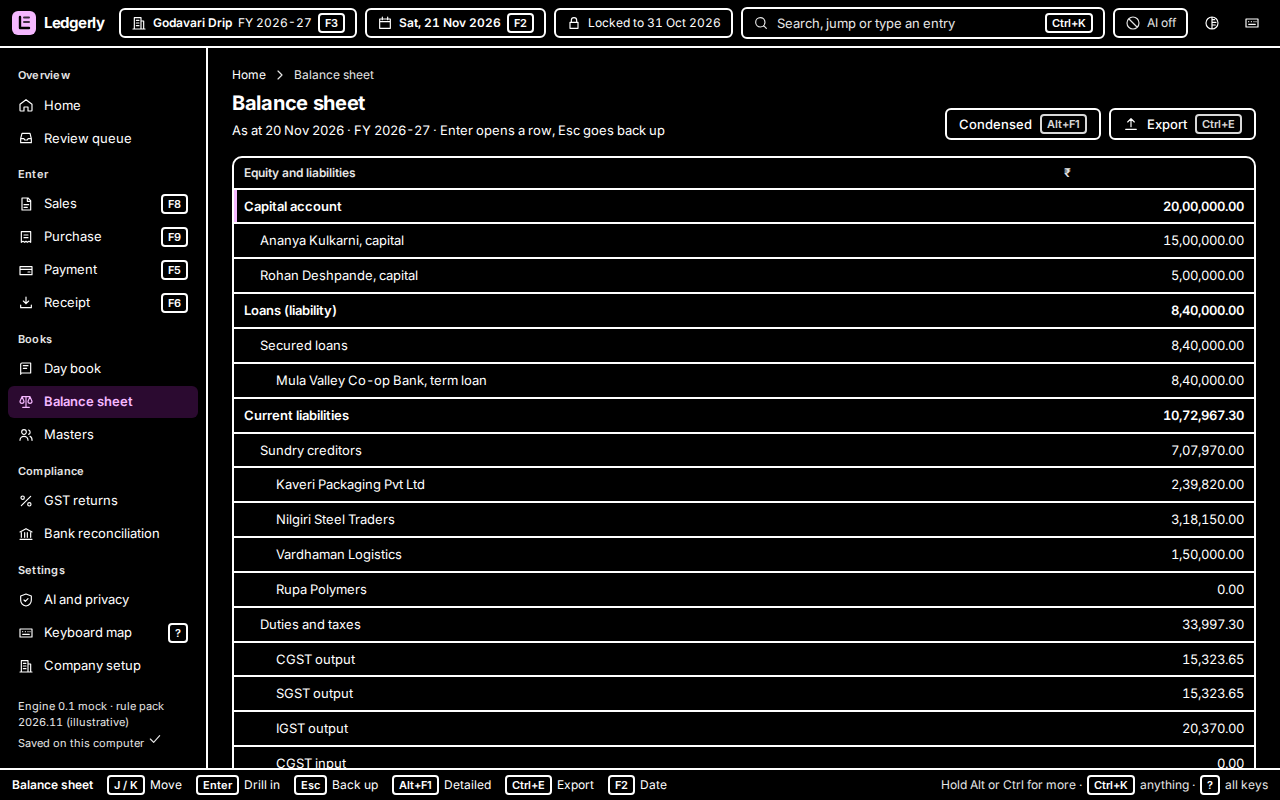 Ledgerly
Godavari Drip FY 2026-27 F3
Sat, 21 Nov 2026 F2
Locked to 31 Oct 2026
Search, jump or type an entry Ctrl+K
AI off
Overview
Home
Review queue
Enter
Sales F8
Purchase F9
Payment F5
Receipt F6
Books
Day book
Balance sheet
Masters
Compliance
GST returns
Bank reconciliation
Settings
AI and privacy
Keyboard map ?
Company setup
Engine 0.1 mock · rule pack
2026.11 (illustrative)
Saved on this computer
Home > Balance sheet
Balance sheet
As at 20 Nov 2026 · FY 2026-27 · Enter opens a row, Esc goes back up
Condensed Alt+F1
Export Ctrl+E
Equity and liabilities ₹
Capital account 20,00,000.00
Ananya Kulkarni, capital 15,00,000.00
Rohan Deshpande, capital 5,00,000.00
Loans (liability) 8,40,000.00
Secured loans 8,40,000.00
Mula Valley Co-op Bank, term loan 8,40,000.00
Current liabilities 10,72,967.30
Sundry creditors 7,07,970.00
Kaveri Packaging Pvt Ltd 2,39,820.00
Nilgiri Steel Traders 3,18,150.00
Vardhaman Logistics 1,50,000.00
Rupa Polymers 0.00
Duties and taxes 33,997.30
CGST output 15,323.65
SGST output 15,323.65
IGST output 20,370.00
CGST input 0.00
Balance sheet J / K Move Enter Drill in Esc Back up Alt+F1 Detailed Ctrl+E Export F2 Date
Hold Alt or Ctrl for more · Ctrl+K anything · ? all keys